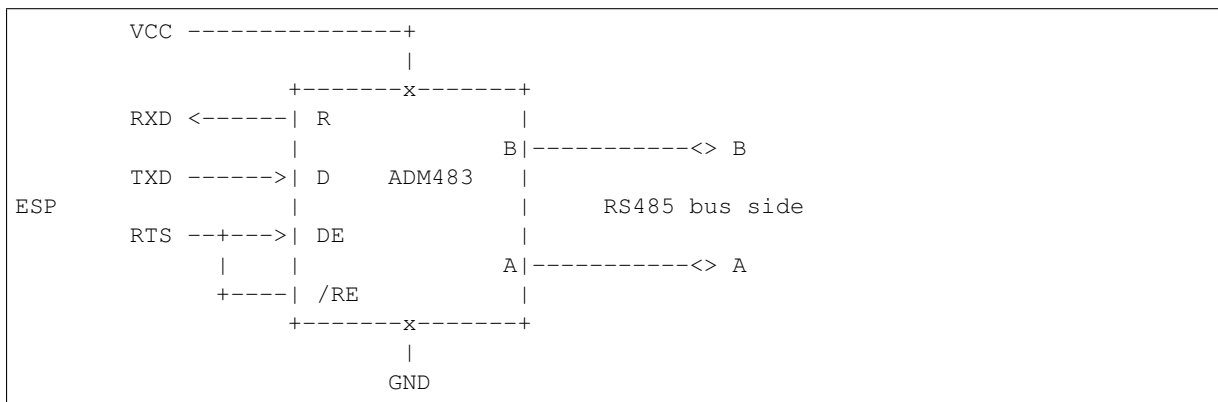 VCC ---------------+
                           |
                   +-------x-------+
        RXD <------| R             |
                   |              B|-----------<> B
        TXD ------>| D    ADM483   |
ESP                |               |     RS485 bus side
        RTS --+--->| DE            |
              |    |              A|-----------<> A
              +----| /RE           |
                   +-------x-------+
                           |
                          GND